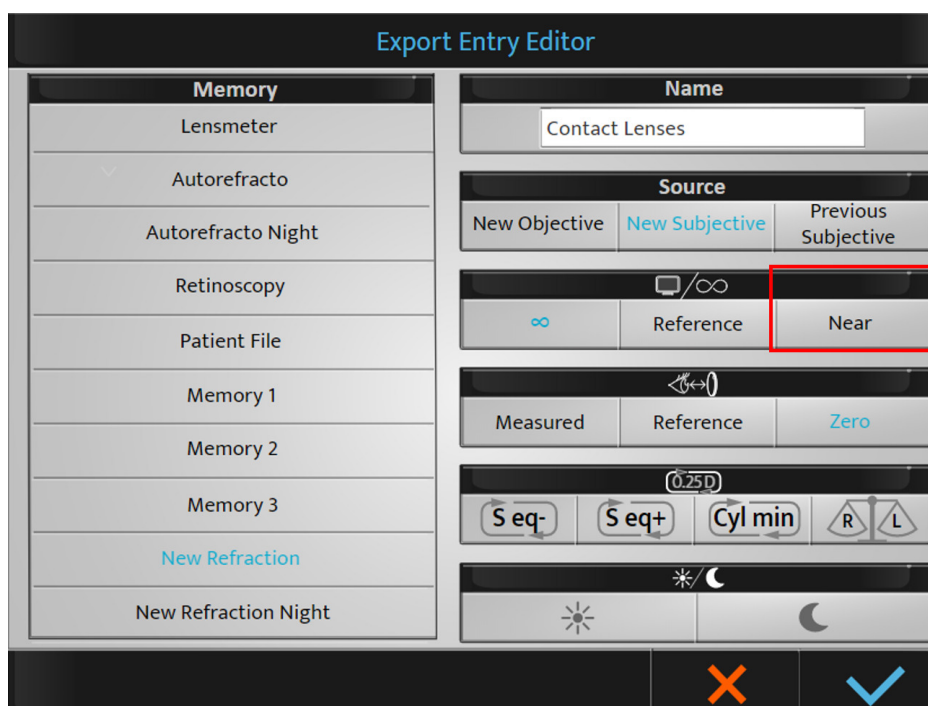 Export Entry Editor
Memory
Lensmeter
Autorefracto
Autorefracto Night
Retinoscopy
Patient File
Memory 1
Memory 2
Memory 3
New Refraction
New Refraction Night
Name
Contact Lenses
Source
New Objective New Subjective Previous Subjective
/∞
∞ Reference Near
Measured Reference Zero
0.25 D
S eq- S eq+ Cyl min R L
/